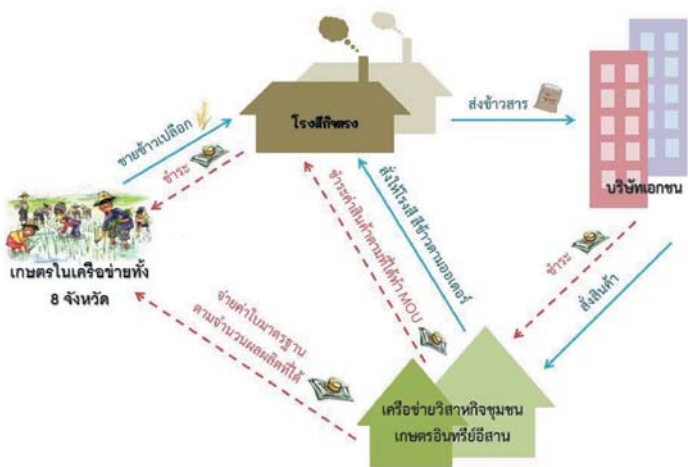 โรงสีกิจตรง
ส่งข้าวสาร
บริษัทเอกชน
ขายข้าวเปลือก
ชำระ
เกษตรในเครือข่ายทั้ง
8 จังหวัด
สั่งให้โรงสี สีข้าวตามออเดอร์
ชำระค่าสินค้าตามที่ได้ทำ MOU
ชำระ
สั่งสินค้า
จ่ายค่าใบมาตรฐาน
ตามจำนวนผลผลิตที่ได้
เครือข่ายวิสาหกิจชุมชน
เกษตรอินทรีย์อีสาน